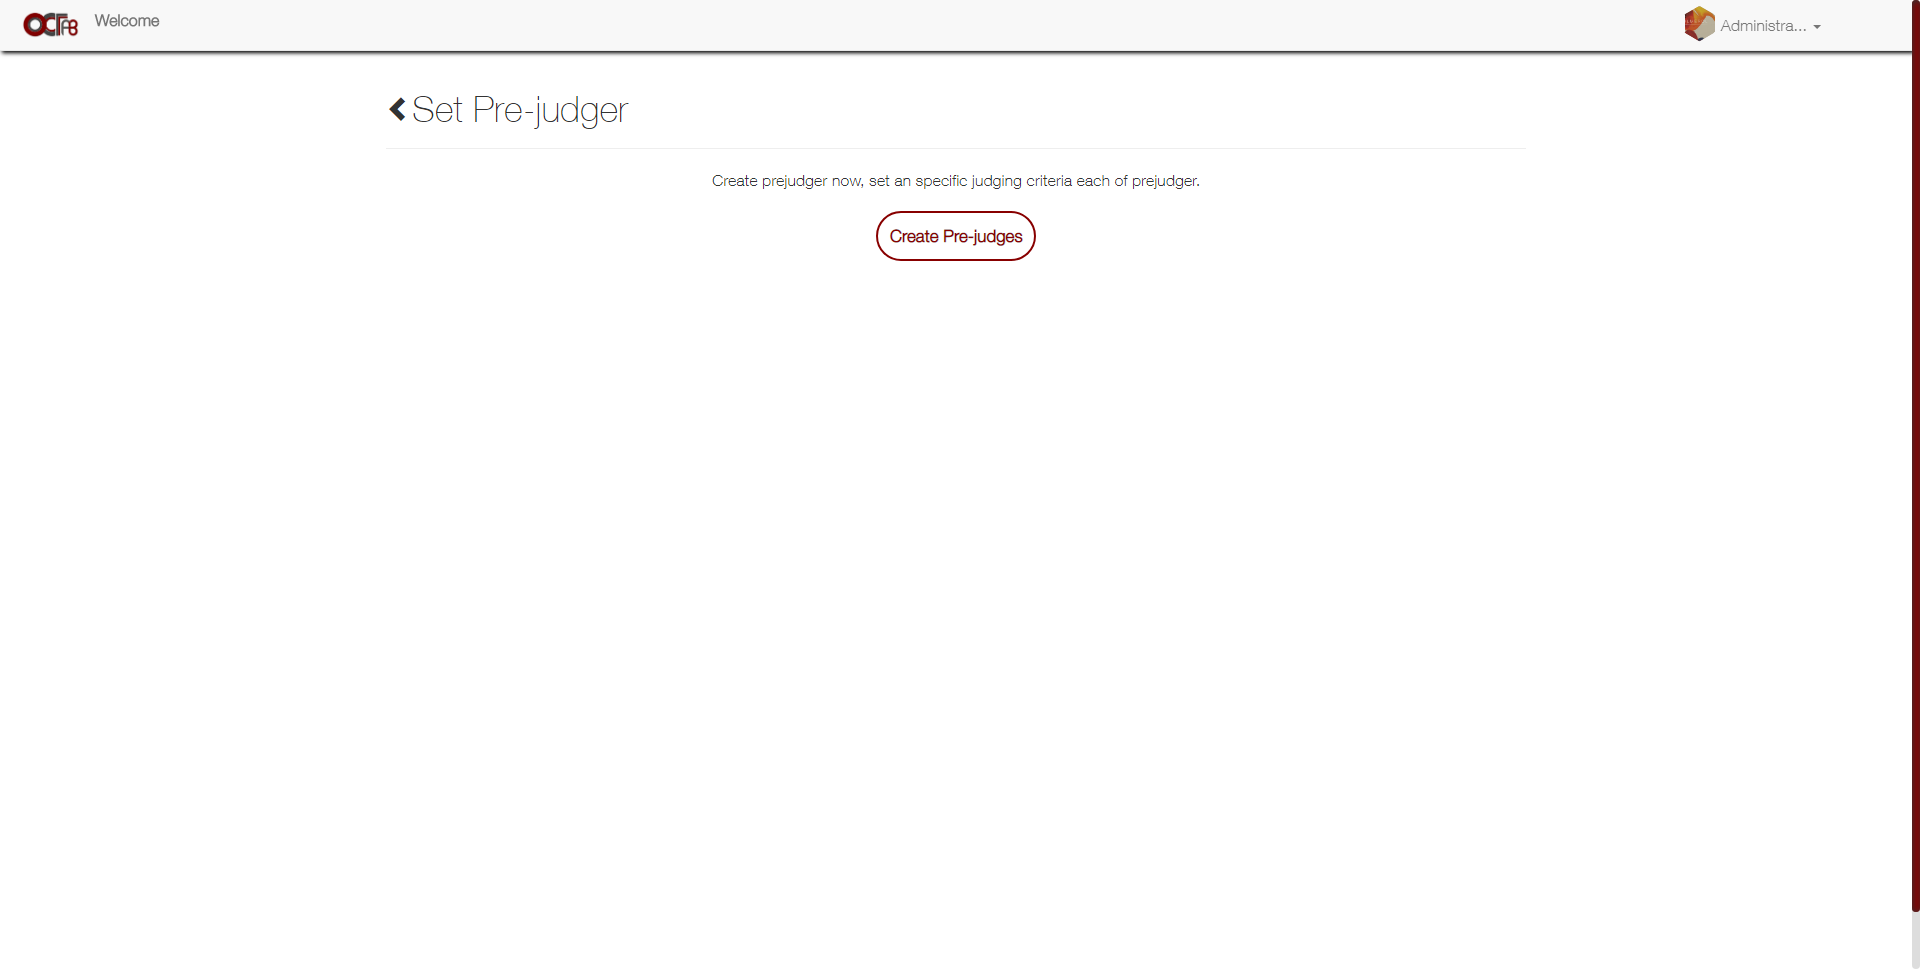 OCTAB
Welcome
Administra...
Set Pre-judger
Create prejudger now, set an specific judging criteria each of prejudger.
Create Pre-judges